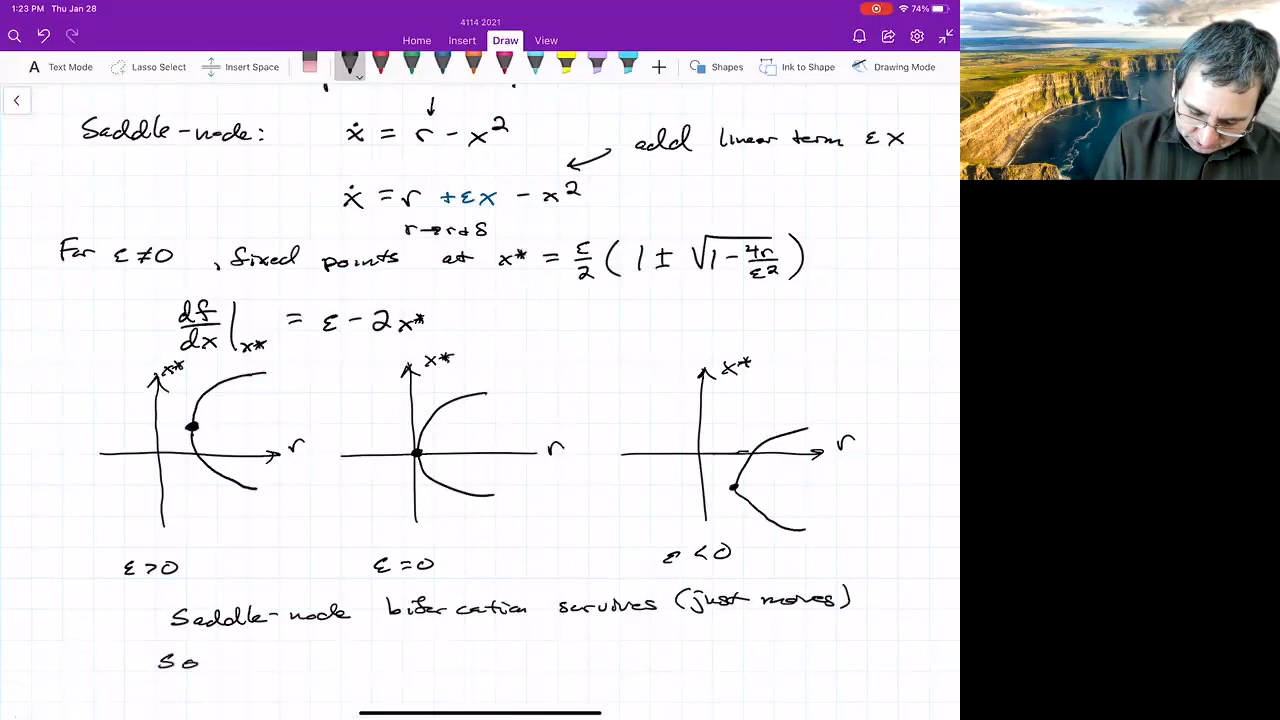 1:23 PM Thu Jan 28
74%
4114 2021
Home Insert Draw View
A Text Mode Lasso Select Insert Space Shapes Ink to Shape Drawing Mode
Saddle-node: ẋ = r - x²
add linear term εx
ẋ = r + εx - x²
r → r + δ
For ε≠0, fixed points at x* = ε/2 ( 1 ± √(1 - 4r/ε²) )
df/dx |x* = ε - 2x*
x* x* x*
r r r
ε > 0 ε = 0 ε < 0
Saddle-node bifurcation survives (just moves)
So